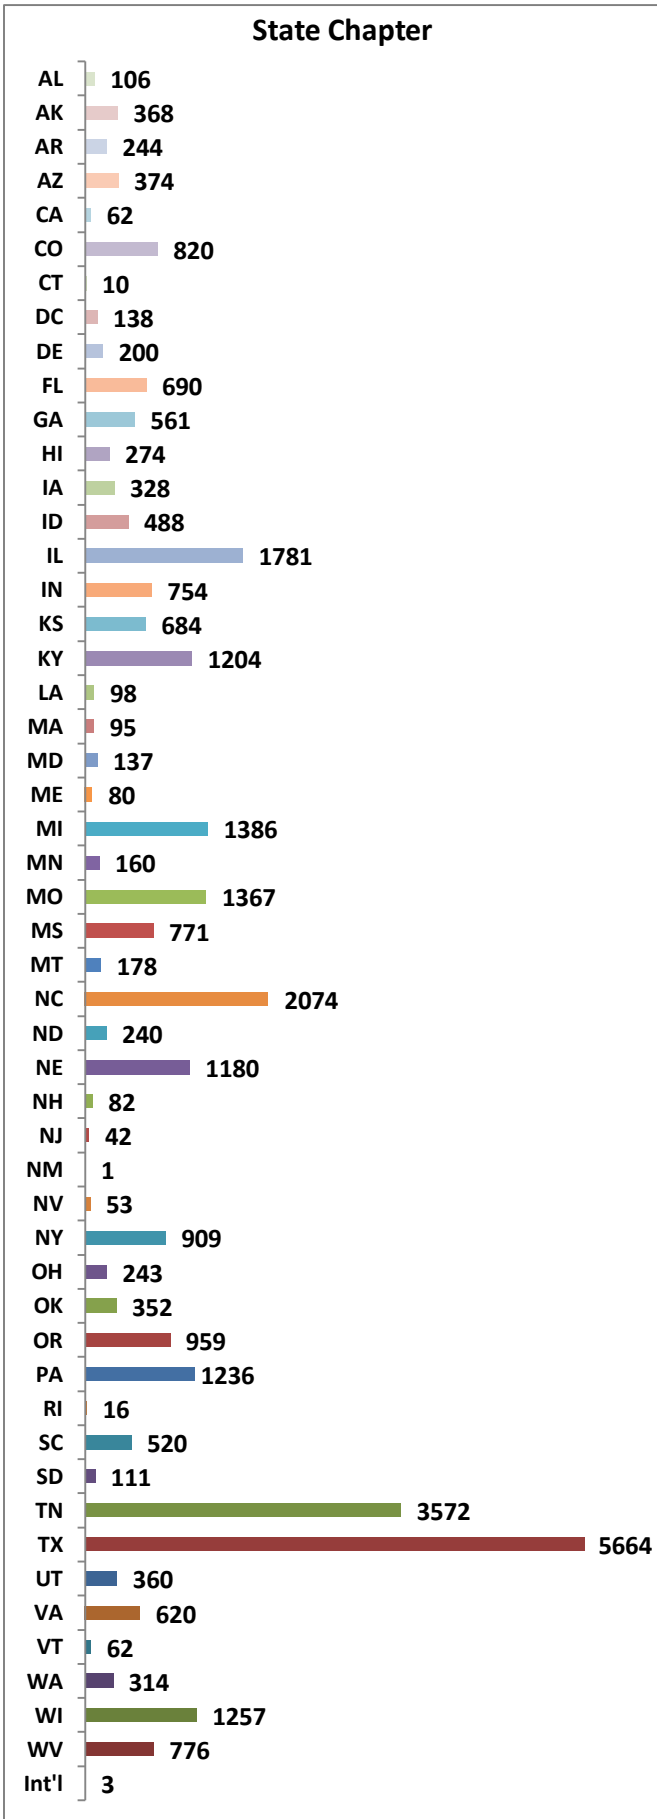 State Chapter
AL 106
AK 368
AR 244
AZ 374
CA 62
CO 820
CT 10
DC 138
DE 200
FL 690
GA 561
HI 274
IA 328
ID 488
IL 1781
IN 754
KS 684
KY 1204
LA 98
MA 95
MD 137
ME 80
MI 1386
MN 160
MO 1367
MS 771
MT 178
NC 2074
ND 240
NE 1180
NH 82
NJ 42
NM 1
NV 53
NY 909
OH 243
OK 352
OR 959
PA 1236
RI 16
SC 520
SD 111
TN 3572
TX 5664
UT 360
VA 620
VT 62
WA 314
WI 1257
WV 776
Int'l 3